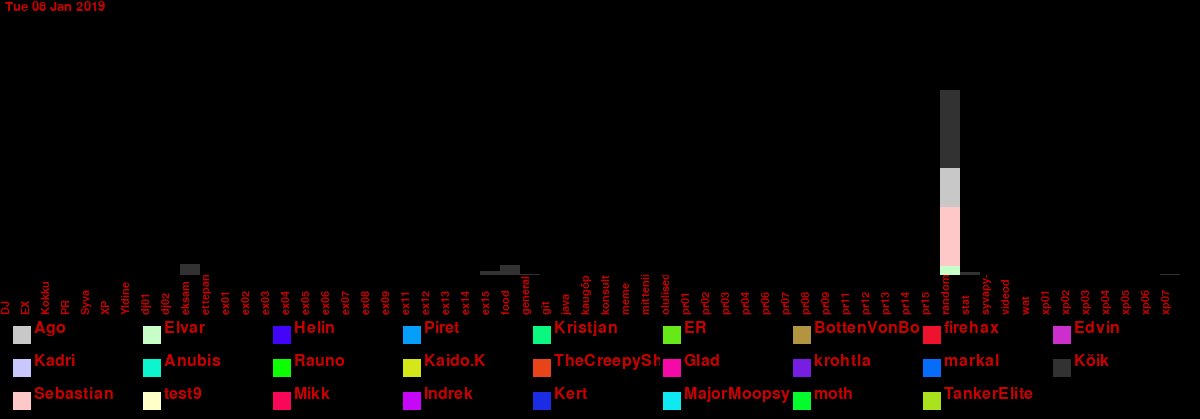 Tue 08 Jan 2019
DJ
EX
Kokku
PR
Syva
XP
Yldine
dj01
dj02
eksam
ettepan
ex01
ex02
ex03
ex04
ex05
ex06
ex07
ex08
ex09
ex11
ex12
ex13
ex14
ex15
food
general
git
java
kaugõp
konsult
meme
mitteni
olulised
pr01
pr02
pr03
pr04
pr06
pr07
pr08
pr09
pr11
pr12
pr13
pr14
pr15
random
stat
syvapy-
videod
wat
xp01
xp02
xp03
xp04
xp05
xp06
xp07
Ago Elvar Helin Piret Kristjan ER BottenVonBo firehax Edvin
Kadri Anubis Rauno Kaido.K TheCreepySh Glad krohtla markal Kõik
Sebastian test9 Mikk Indrek Kert MajorMoopsy moth TankerElite